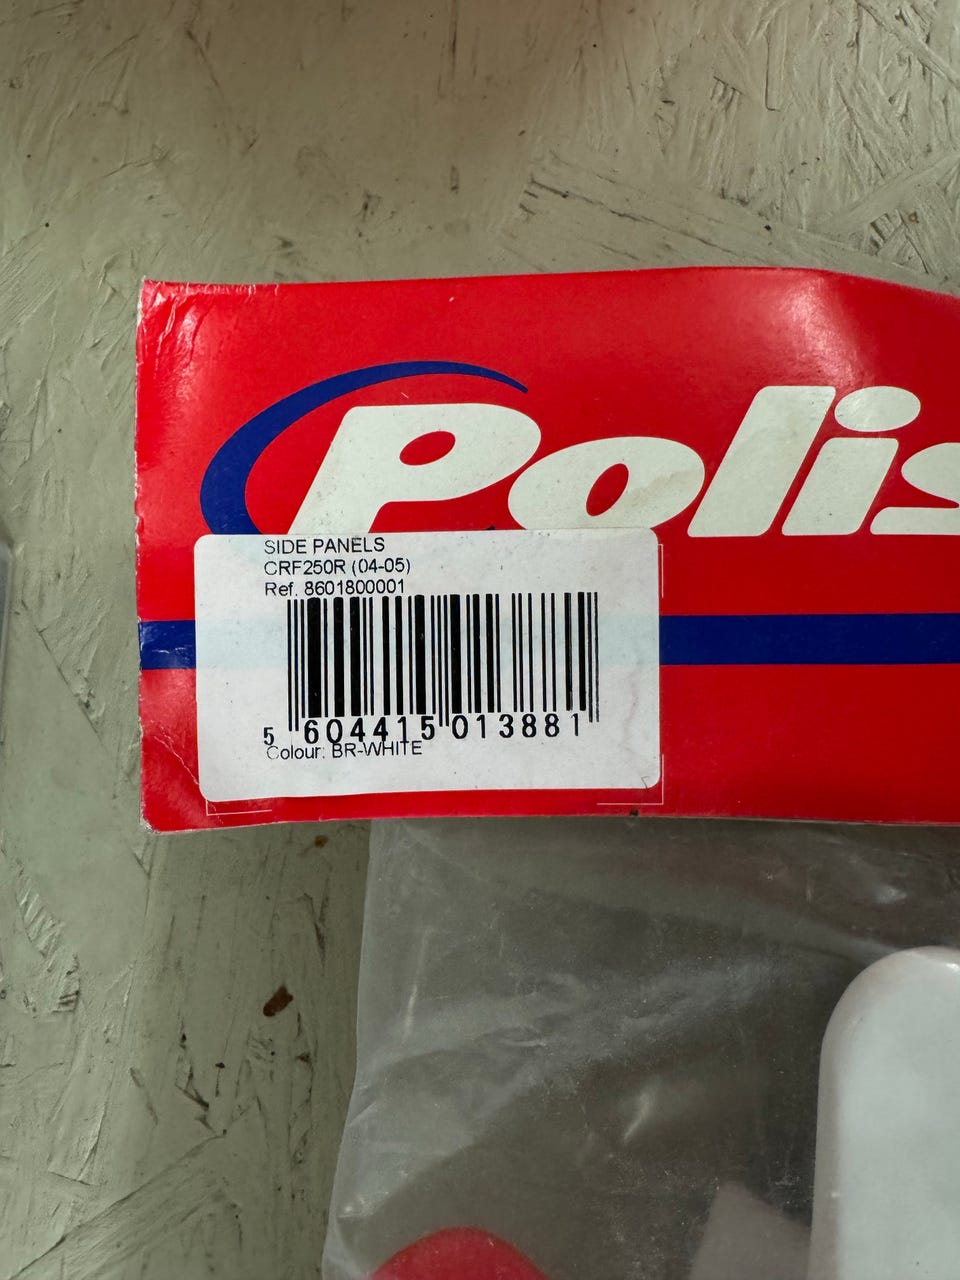 Polis
SIDE PANELS
CRF250R (04-05)
Ref. 8601800001
5 604415 013881
Colour: BR-WHITE